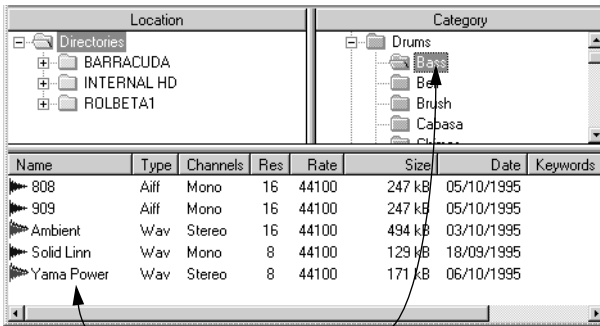 Location
Category
Directories
BARRACUDA
INTERNAL HD
ROLBETA1
Drums
Bass
Brush
Cabasa
Name Type Channels Res Rate Size Date Keywords
808 Aiff Mono 16 44100 247 kB 05/10/1995
909 Aiff Mono 16 44100 247 kB 05/10/1995
Ambient Wav Stereo 16 44100 494 kB 03/10/1995
Solid Linn Wav Mono 8 44100 129 kB 18/09/1995
Yama Power Wav Stereo 8 44100 171 kB 06/10/1995